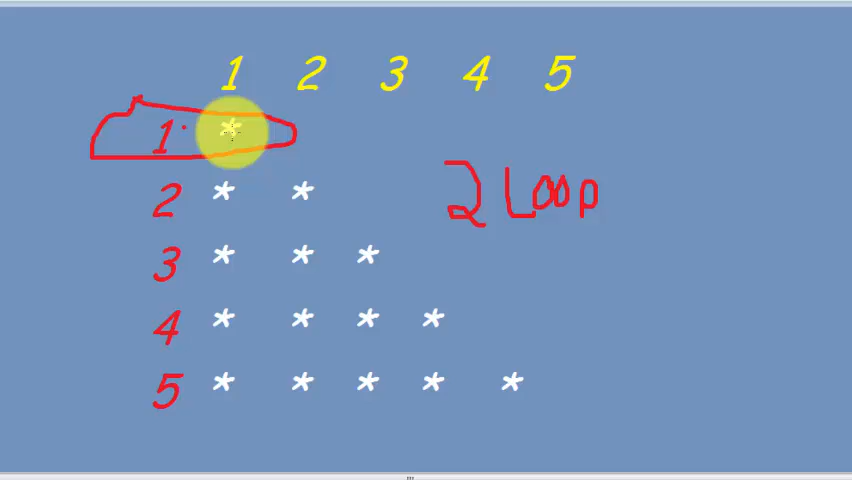 1 2 3 4 5
1 *
2 * * 2 Loop
3 * * *
4 * * * *
5 * * * * *